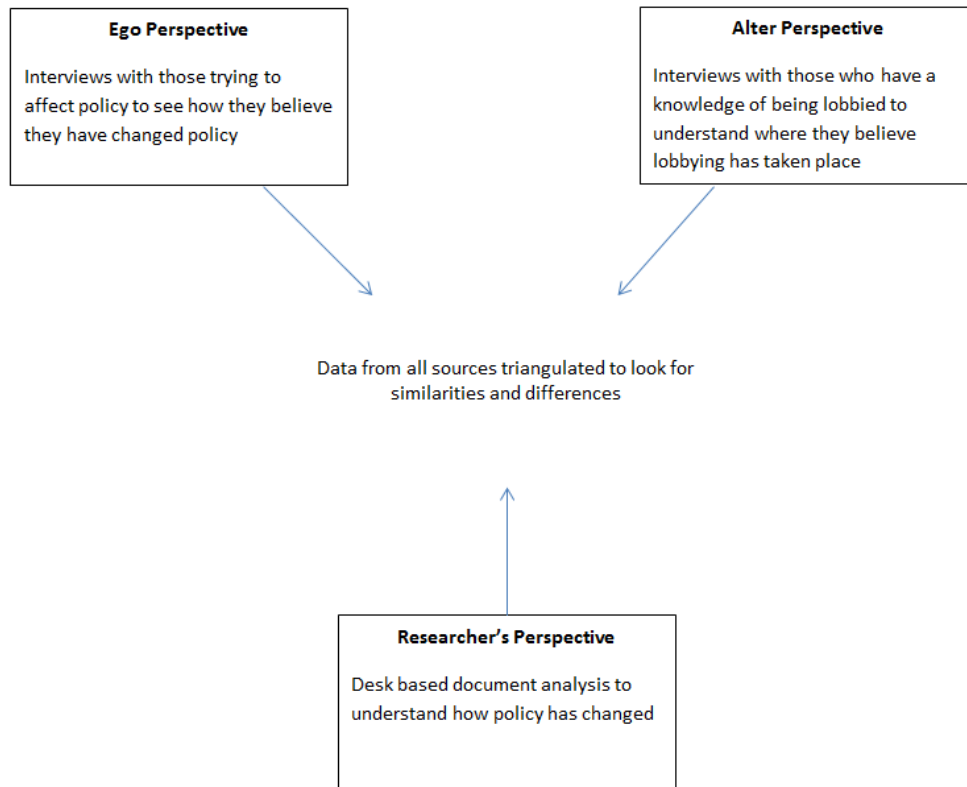 Ego Perspective
Interviews with those trying to
affect policy to see how they believe
they have changed policy
Alter Perspective
Interviews with those who have a
knowledge of being lobbied to
understand where they believe
lobbying has taken place
Data from all sources triangulated to look for
similarities and differences
Researcher’s Perspective
Desk based document analysis to
understand how policy has changed